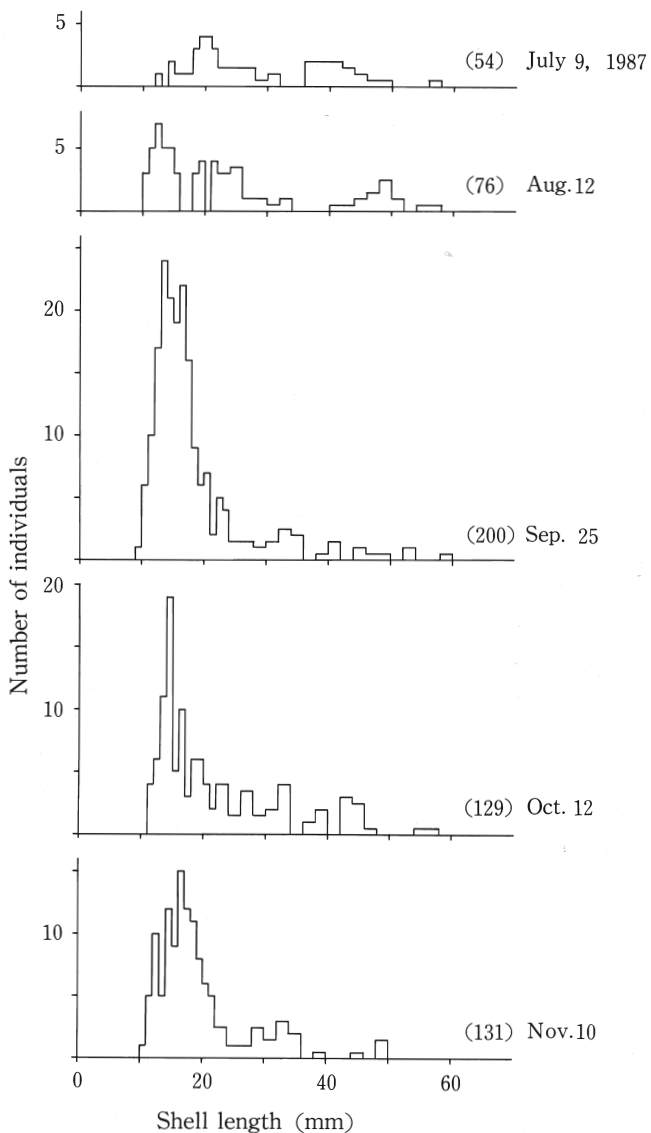 5
(54) July 9, 1987
5
(76) Aug.12
20
10
(200) Sep. 25
20
10
(129) Oct. 12
10
(131) Nov.10
0 20 40 60
Shell length (mm)
Number of individuals